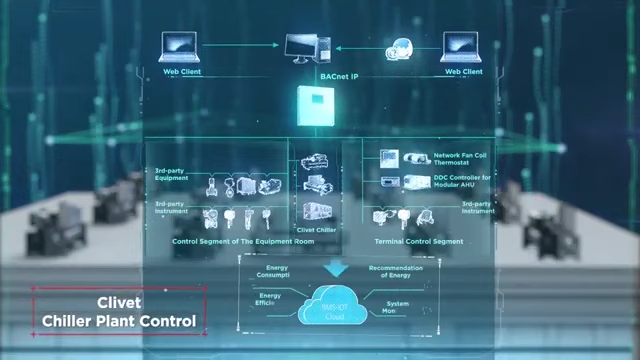 Web Client
BACnet IP
Web Client
3rd-party
Equipment
3rd-party
Instrument
Clivet Chiller
Control Segment of The Equipment Room
Network Fan Coil
Thermostat
DDC Controller for
Modular AHU
3rd-party
Instrument
Terminal Control Segment
Energy
Consumpti
Energy
Efficie
Recommendation
of Energy
System
Mon
Cloud
Clivet
Chiller Plant Control